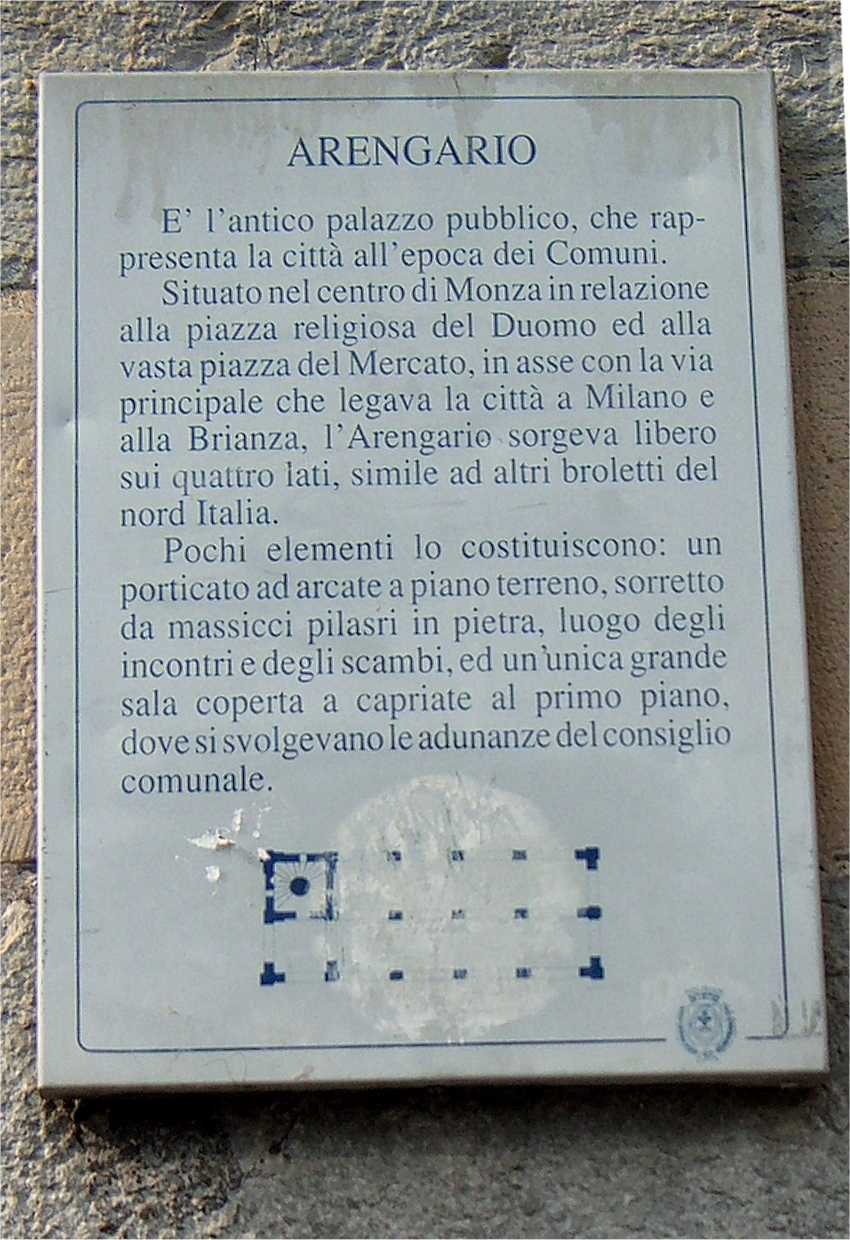 ARENGARIO
E' l'antico palazzo pubblico, che rap-
presenta la città all'epoca dei Comuni.
Situato nel centro di Monza in relazione
alla piazza religiosa del Duomo ed alla
vasta piazza del Mercato, in asse con la via
principale che legava la città a Milano e
alla Brianza, l'Arengario sorgeva libero
sui quattro lati, simile ad altri broletti del
nord Italia.
Pochi elementi lo costituiscono: un
porticato ad arcate a piano terreno, sorretto
da massicci pilasri in pietra, luogo degli
incontri e degli scambi, ed un'unica grande
sala coperta a capriate al primo piano,
dove si svolgevano le adunanze del consiglio
comunale.